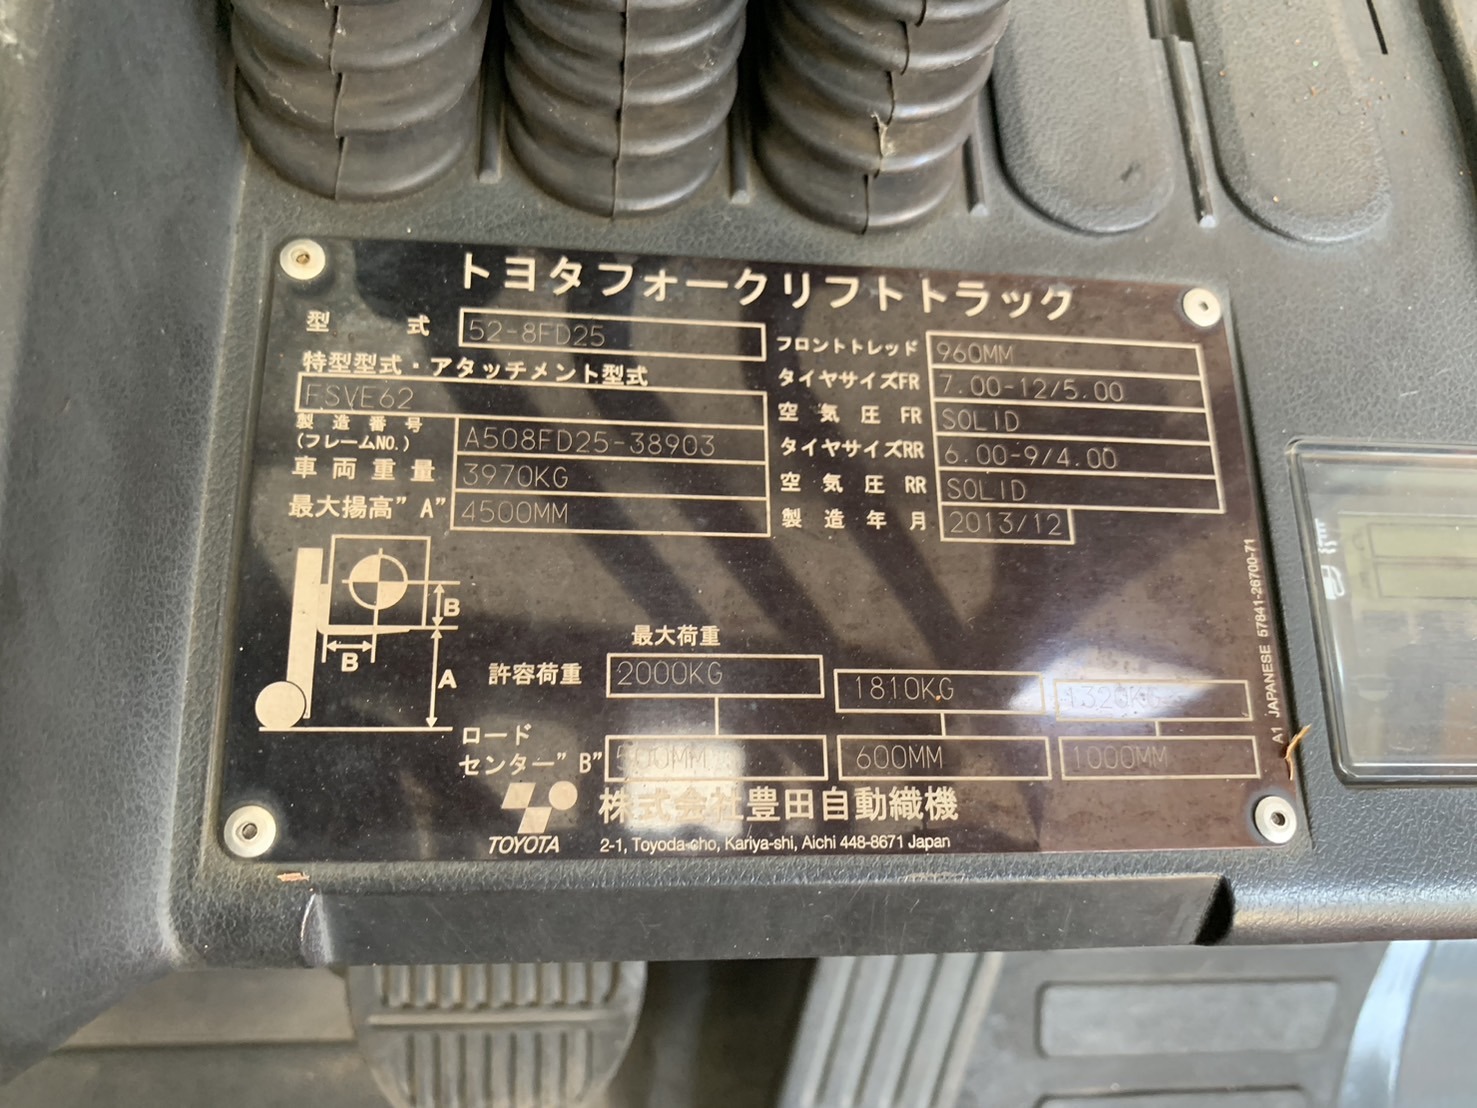 トヨタフォークリフトトラック
型式 52-8FD25
特型型式・アタッチメント型式
FSVE62
製造番号
(フレームNO.) A508FD25-38903
車両重量 3970KG
最大揚高"A" 4500MM
フロントトレッド 960MM
タイヤサイズFR 7.00-12/5.00
空気圧 FR SOLID
タイヤサイズRR 6.00-9/4.00
空気圧 RR SOLID
製造年月 2013/12
B
B
A
最大荷重
許容荷重 2000KG 1810KG 1320KG
ロード
センター"B" 500MM 600MM 1000MM
TOYOTA
株式会社豊田自動織機
2-1, Toyoda-cho, Kariya-shi, Aichi 448-8671 Japan
A1 JAPANESE 57841-26700-71